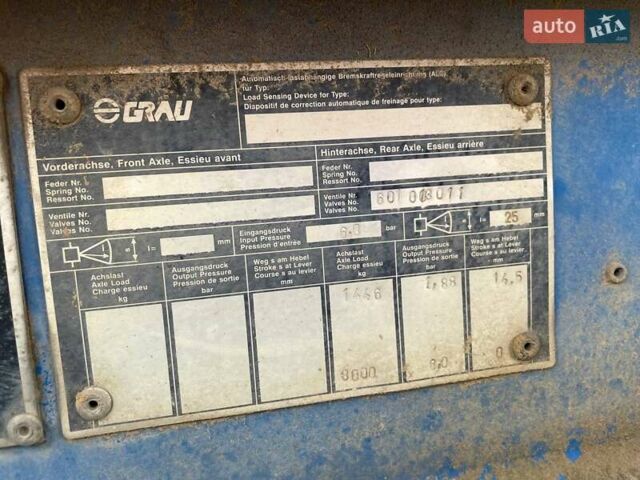 auto RIA.com
GRAU
Automatisch-lastabhängige Bremskraftregeleinrichtung (ALB)
für Typ:
Load Sensing Device for Type:
Dispositif de correction automatique de freinage pour type:
Vorderachse, Front Axle, Essieu avant
Hinterachse, Rear Axle, Essieu arrière
Feder Nr.
Spring No.
Ressort No.
Feder Nr.
Spring No.
Ressort No.
Ventile Nr.
Valves No.
Valves No.
Ventile Nr.
Valves No.
Valves No.
l= mm
Eingangsdruck
Input Pressure
Pression d'entrée
bar
l= 25 mm
Achslast
Axle Load
Charge essieu
kg
Ausgangsdruck
Output Pressure
Pression de sortie
bar
Weg s am Hebel
Stroke s at Lever
Course s au levier
mm
Achslast
Axle Load
Charge essieu
kg
Ausgangsdruck
Output Pressure
Pression de sortie
bar
Weg s am Hebel
Stroke s at Lever
Course s au levier
mm
1446 1,88 14,5